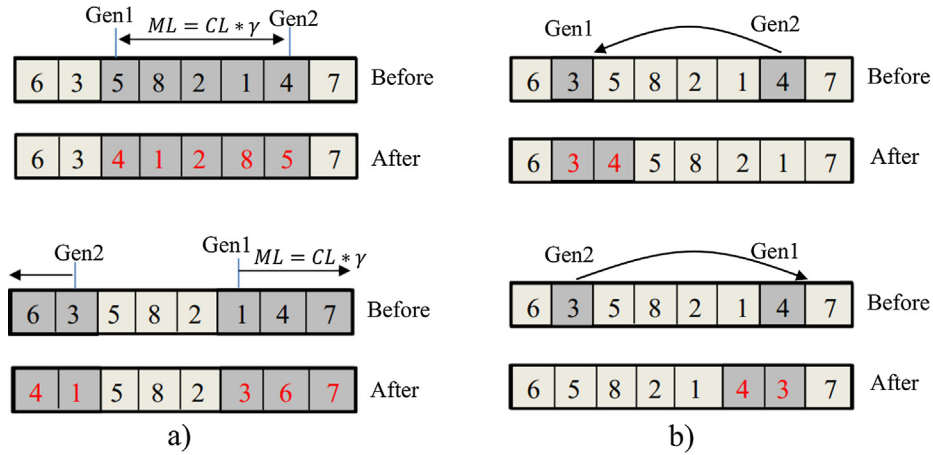 Gen1 ML = CL ∗ γ Gen2
6 3 5 8 2 1 4 7 Before
6 3 4 1 2 8 5 7 After
Gen2 Gen1 ML = CL ∗ γ
6 3 5 8 2 1 4 7 Before
4 1 5 8 2 3 6 7 After
a)
Gen1 Gen2
6 3 5 8 2 1 4 7 Before
6 3 4 5 8 2 1 7 After
Gen2 Gen1
6 3 5 8 2 1 4 7 Before
6 5 8 2 1 4 3 7 After
b)